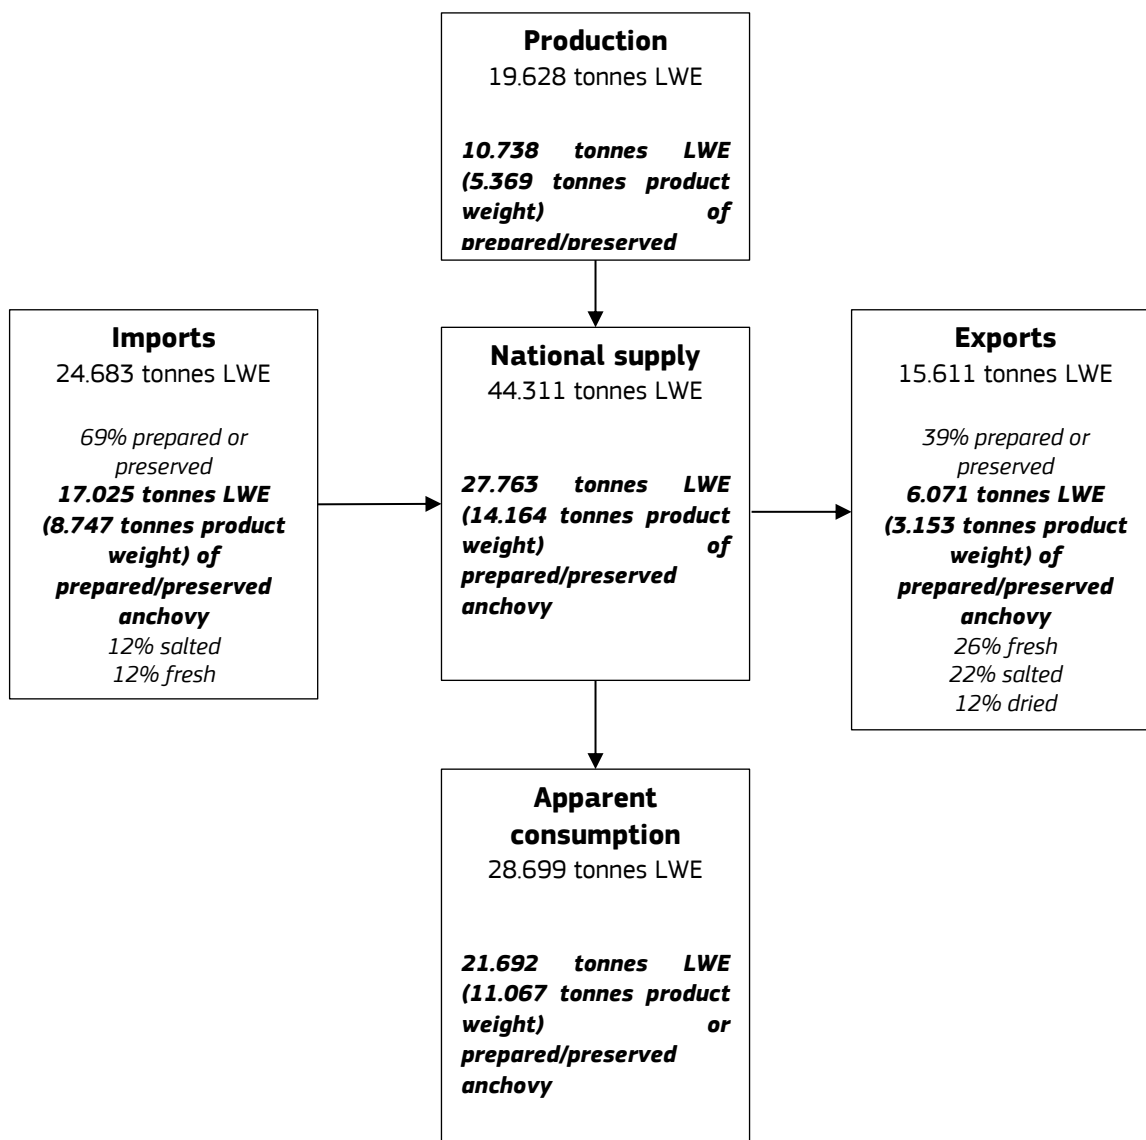 Production
19.628 tonnes LWE
10.738 tonnes LWE
(5.369 tonnes product
weight) of
prepared/preserved
Imports
24.683 tonnes LWE
69% prepared or
preserved
17.025 tonnes LWE
(8.747 tonnes product
weight) of
prepared/preserved
anchovy
12% salted
12% fresh
National supply
44.311 tonnes LWE
27.763 tonnes LWE
(14.164 tonnes product
weight) of
prepared/preserved
anchovy
Exports
15.611 tonnes LWE
39% prepared or
preserved
6.071 tonnes LWE
(3.153 tonnes product
weight) of
prepared/preserved
anchovy
26% fresh
22% salted
12% dried
Apparent
consumption
28.699 tonnes LWE
21.692 tonnes LWE
(11.067 tonnes product
weight) or
prepared/preserved
anchovy